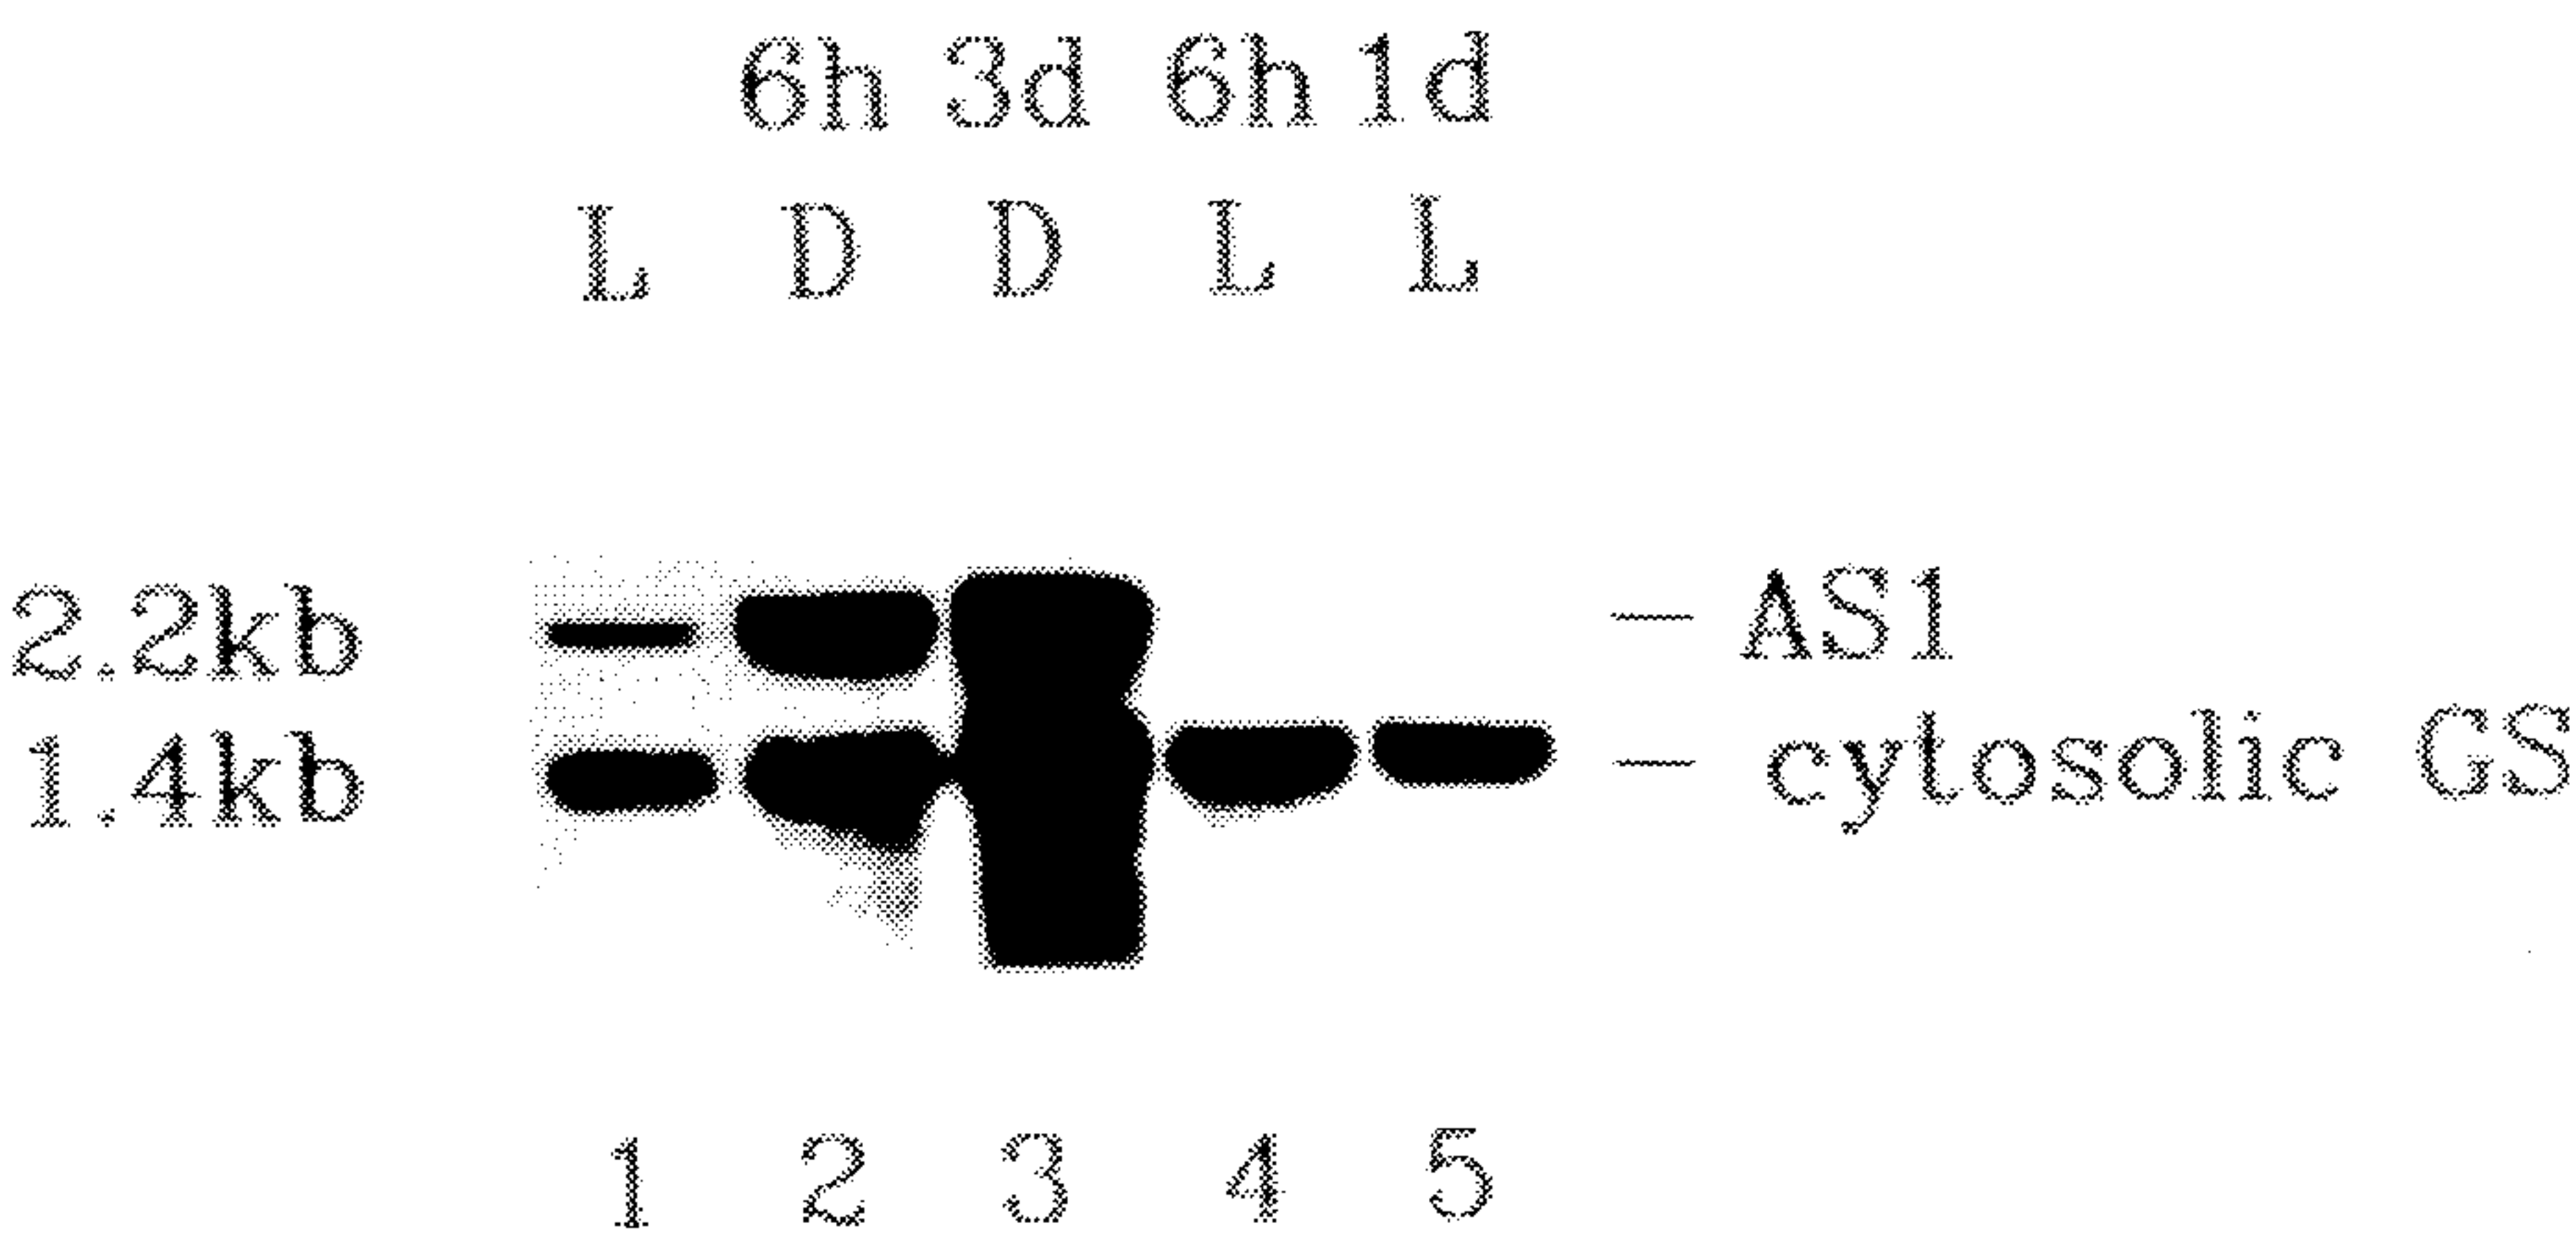 6h 3d 6h 1d
L D D L L
2.2kb — AS1
1.4kb — cytosolic GS
1 2 3 4 5